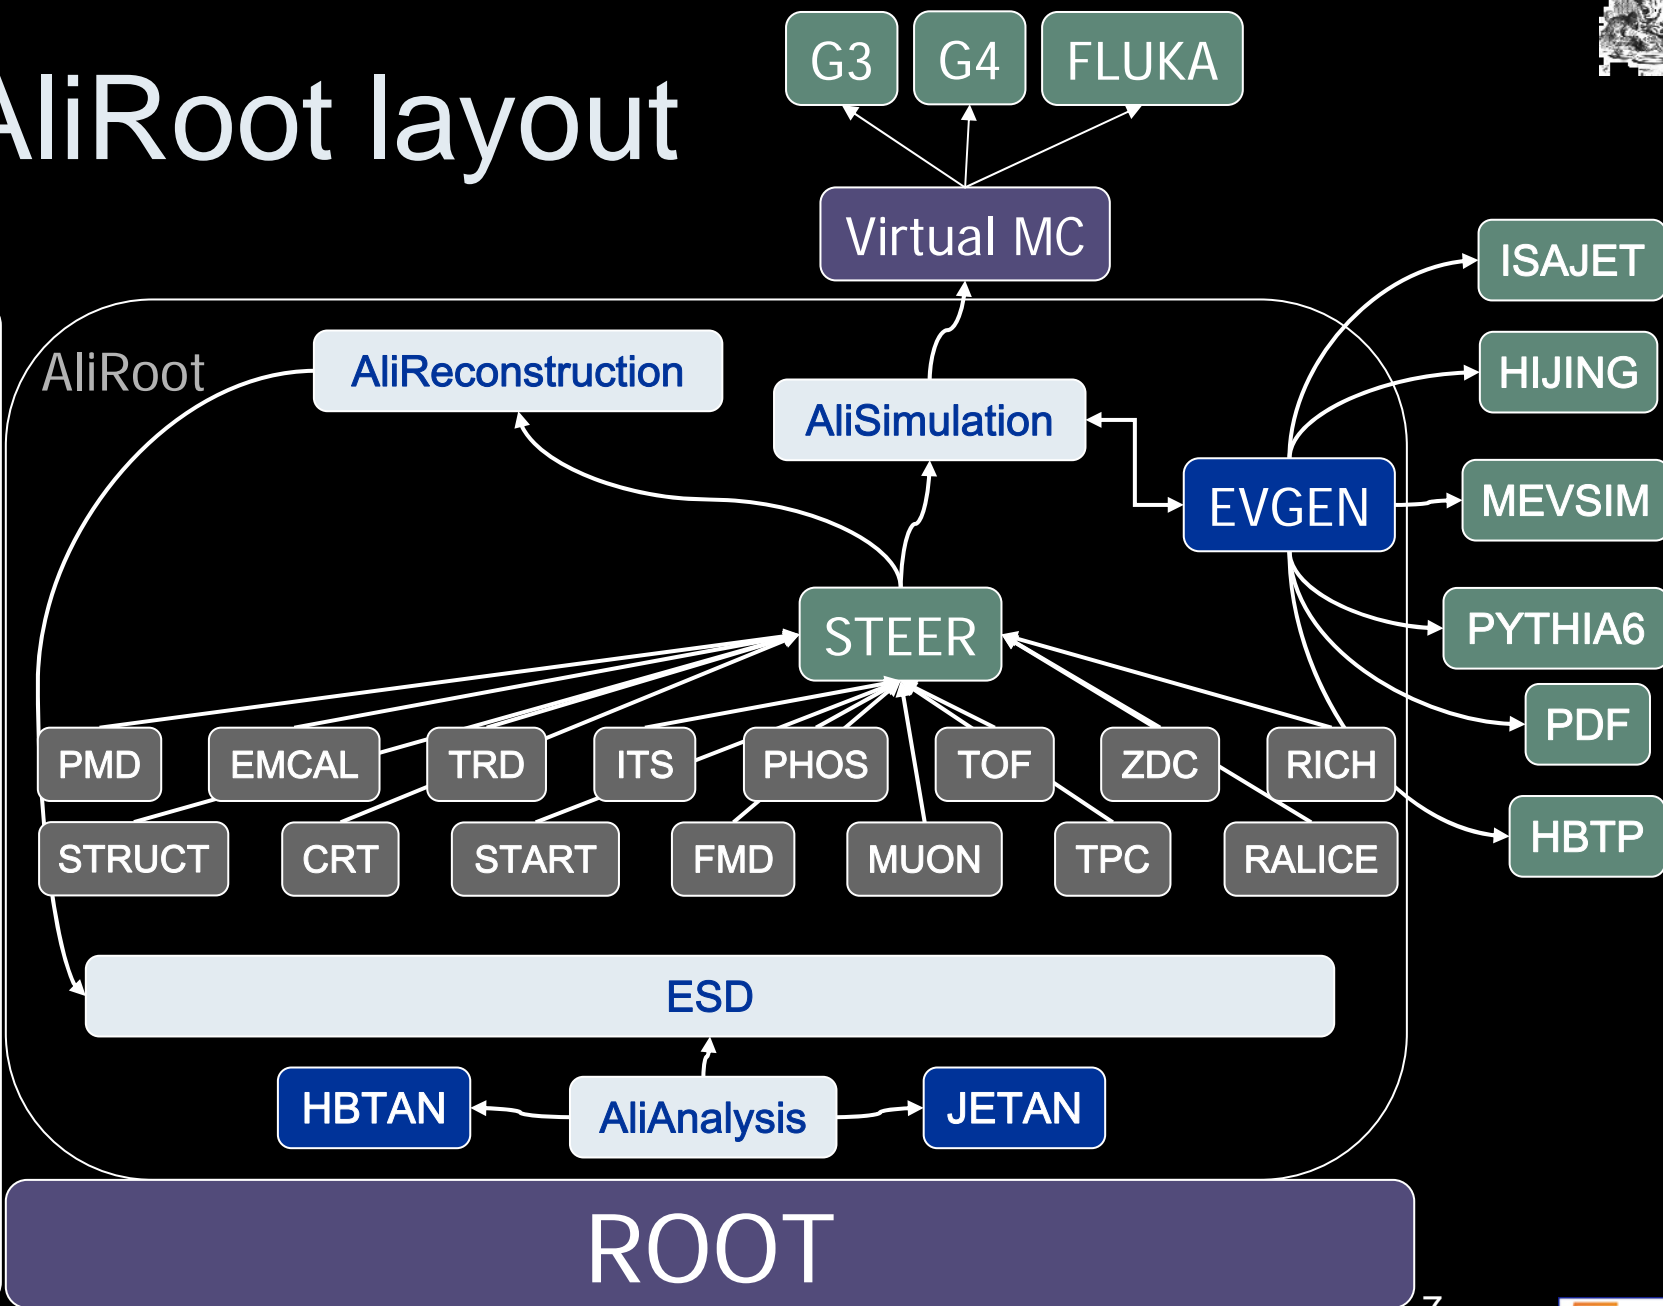 G3 G4 FLUKA
AliRoot layout
Virtual MC
ISAJET
AliRoot
AliReconstruction
HIJING
AliSimulation
EVGEN
MEVSIM
STEER
PYTHIA6
PDF
PMD EMCAL TRD ITS PHOS TOF ZDC RICH
HBTP
STRUCT CRT START FMD MUON TPC RALICE
ESD
HBTAN AliAnalysis JETAN
ROOT